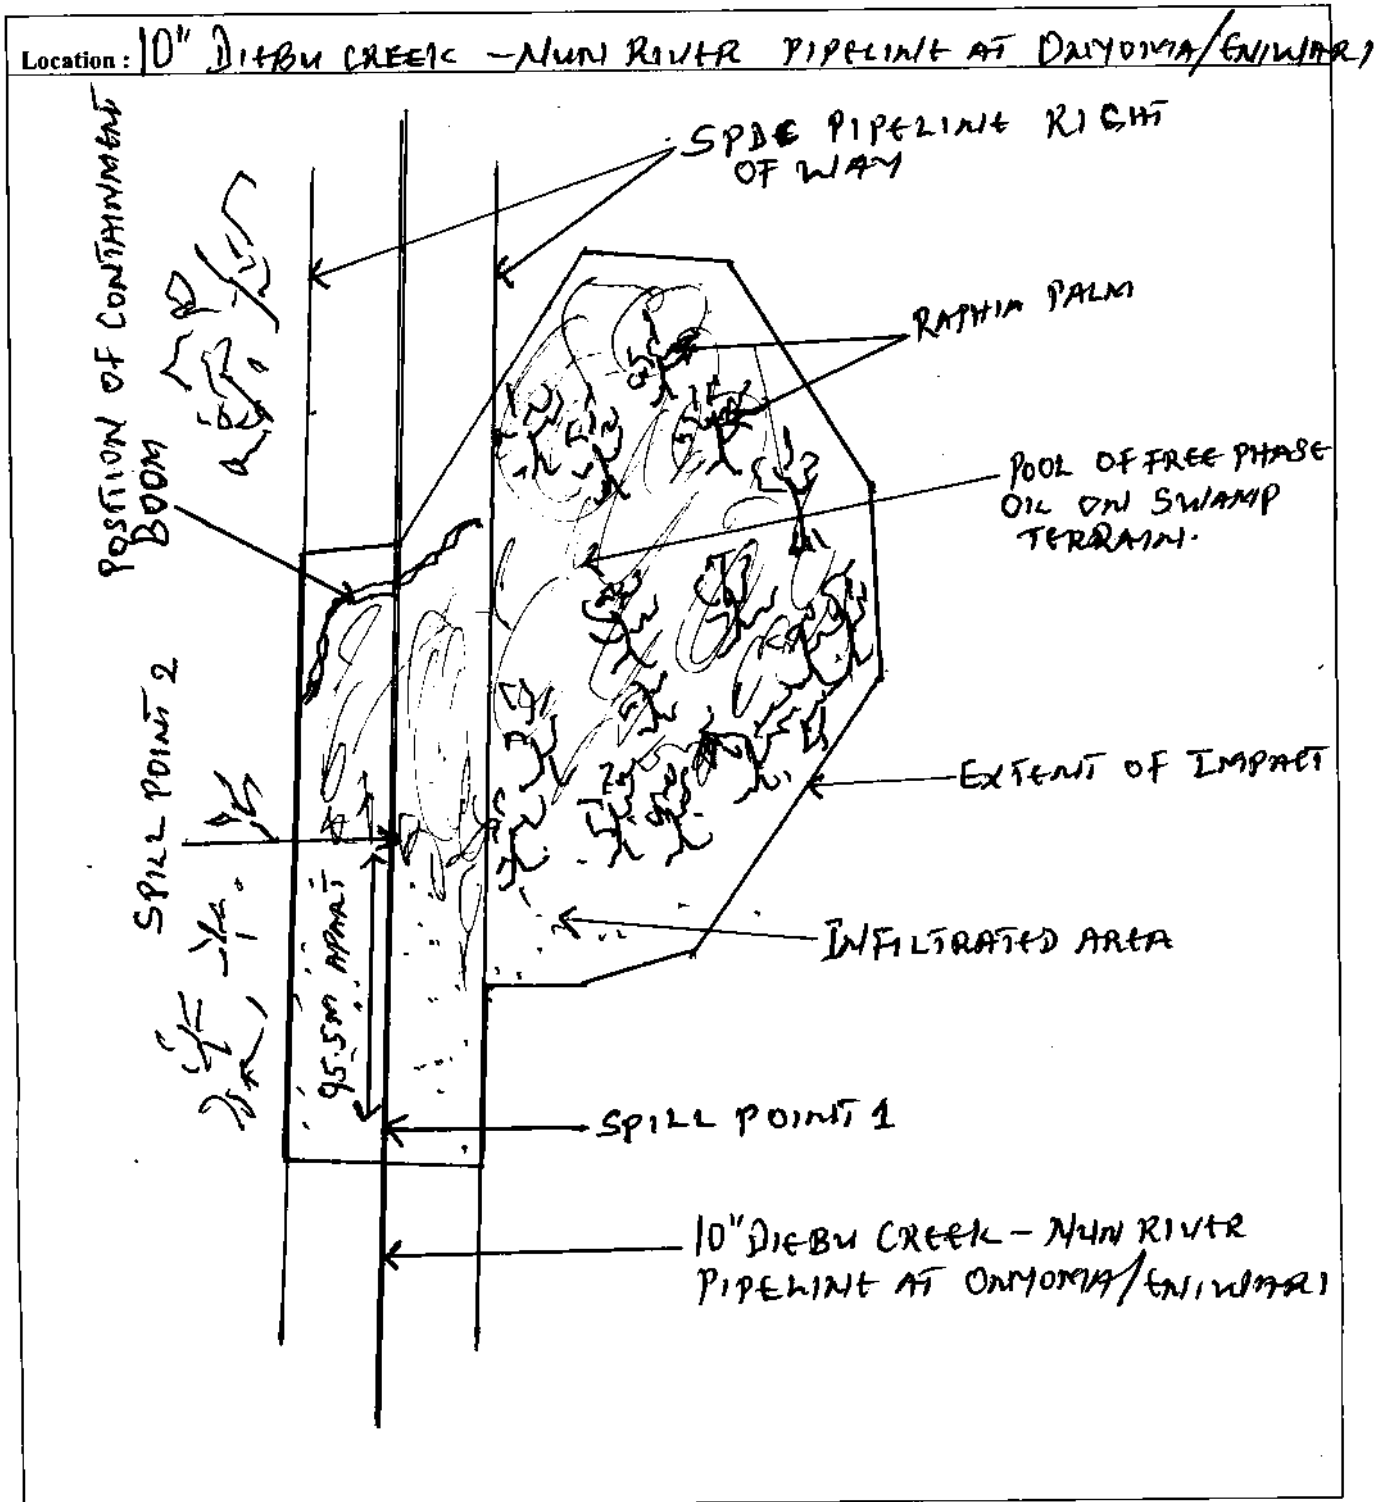 Location : 10" DIEBU CREEK - NUN RIVER PIPELINE AT ONYOMA/ENIWARI
SPDC PIPELINE RIGHT
OF WAY
POSITION OF CONTAINMENT
BOOM
RAPHIA PALM
POOL OF FREE PHASE
OIL ON SWAMP
TERRAIN.
SPILL POINT 2
EXTENT OF IMPACT
95.5M APART
INFILTRATED AREA
SPILL POINT 1
10" DIEBU CREEK - NUN RIVER
PIPELINE AT ONYOMA/ENIWARI